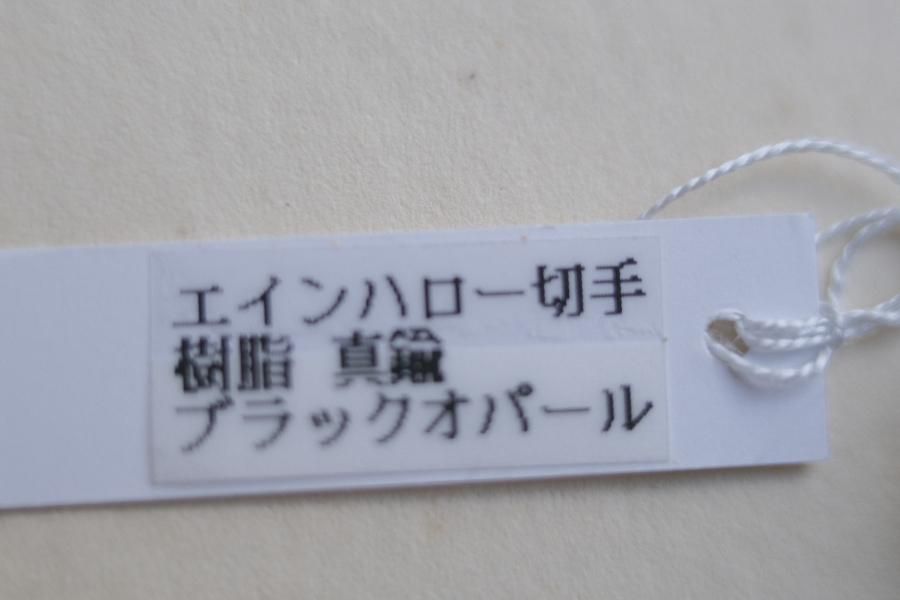 エインハロー切手
樹脂 真鍮
ブラックオパール